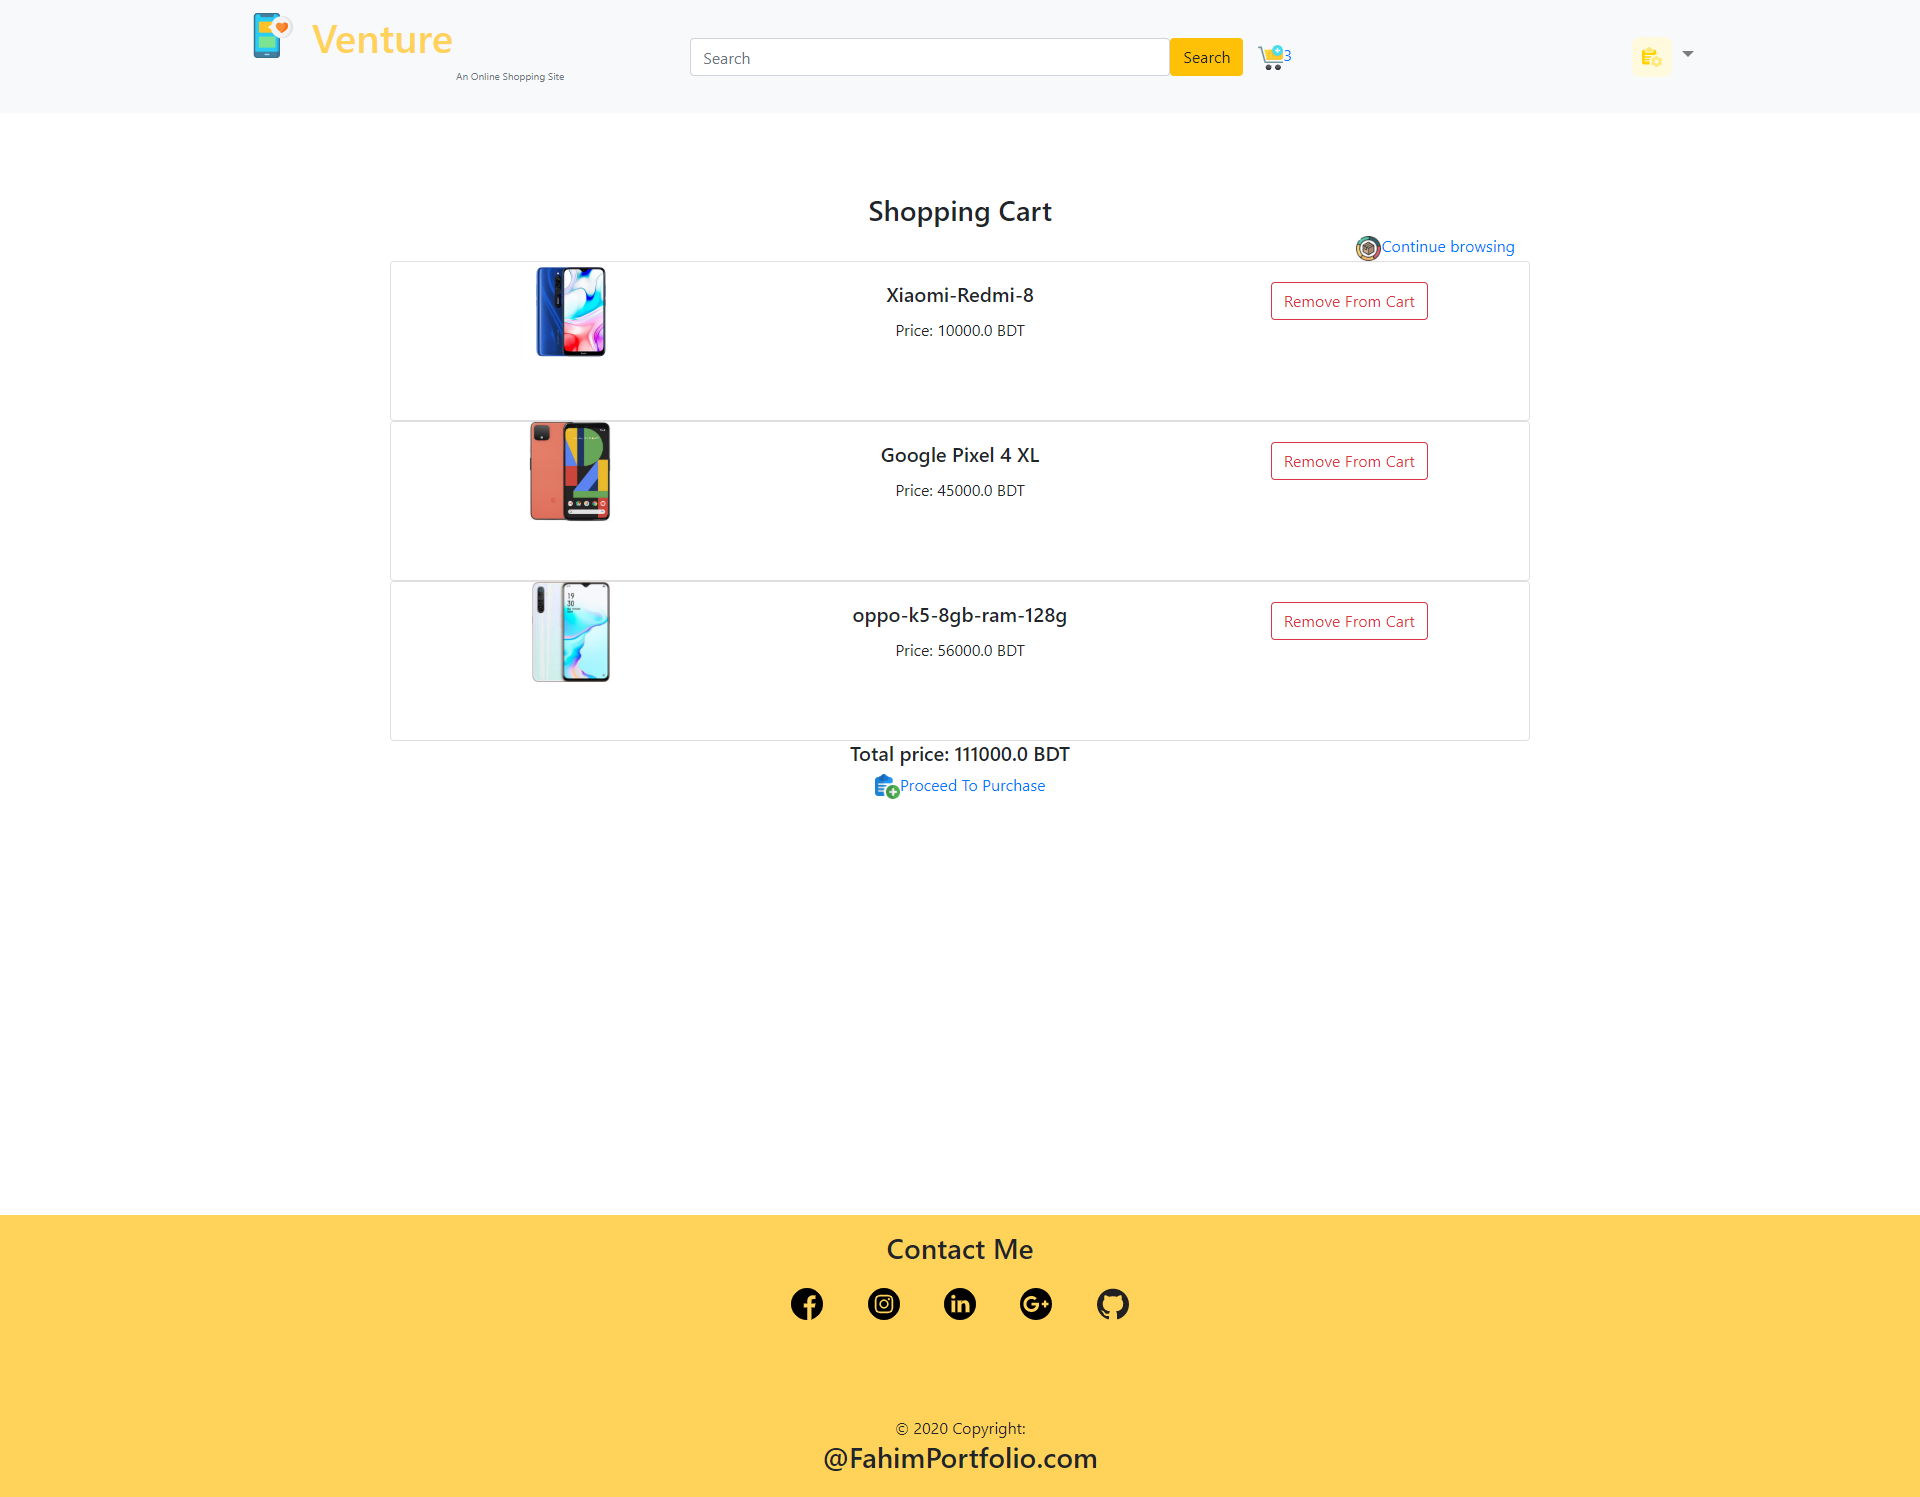 Venture
An Online Shopping Site
Search
Search
3
Shopping Cart
Continue browsing
Xiaomi-Redmi-8
Price: 10000.0 BDT
Remove From Cart
Google Pixel 4 XL
Price: 45000.0 BDT
Remove From Cart
oppo-k5-8gb-ram-128g
Price: 56000.0 BDT
Remove From Cart
Total price: 111000.0 BDT
Proceed To Purchase
Contact Me
© 2020 Copyright:
@FahimPortfolio.com